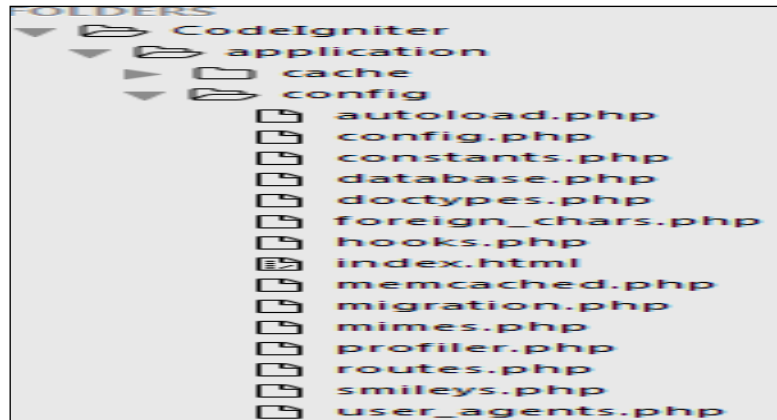 FOLDERS
CodeIgniter
application
cache
config
autoload.php
config.php
constants.php
database.php
doctypes.php
foreign_chars.php
hooks.php
index.html
memcached.php
migration.php
mimes.php
profiler.php
routes.php
smileys.php
user_agents.php